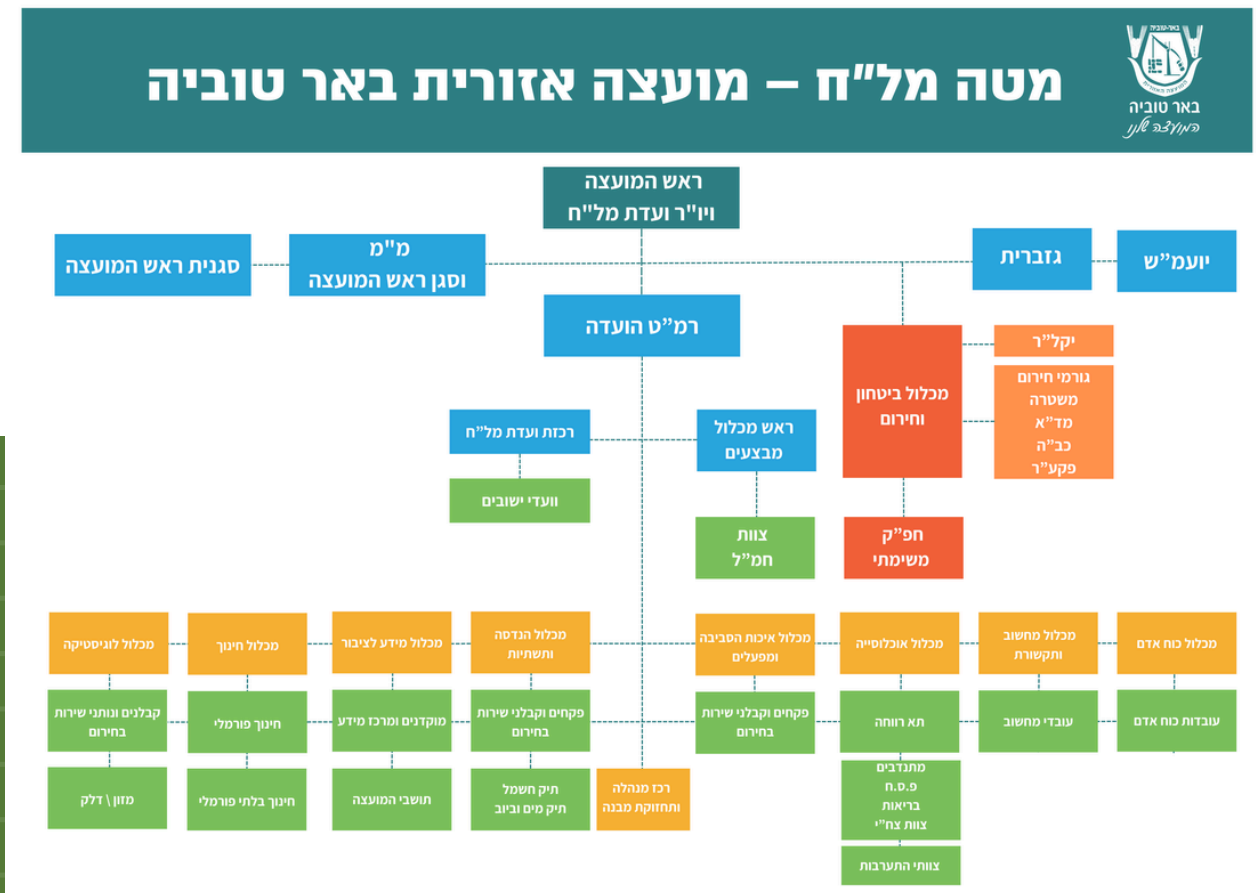 מטה מל"ח – מועצה אזורית באר טוביה
באר-טוביה
באר טוביה
המועצה שלנו
ראש המועצה
ויו"ר ועדת מל"ח
יועמ"ש
גזברית
מ"מ
וסגן ראש המועצה
סגנית ראש המועצה
רמ"ט הועדה
מכלול ביטחון
וחירום
יקל"ר
גורמי חירום
משטרה
מד"א
כב"ה
פקע"ר
חפ"ק
משימתי
ראש מכלול
מבצעים
רכזת ועדת מל"ח
צוות
חמ"ל
וועדי ישובים
מכלול כוח אדם
מכלול מחשוב
ותקשורת
מכלול אוכלוסייה
מכלול איכות הסביבה
ומפעלים
מכלול הנדסה
ותשתיות
מכלול מידע לציבור
מכלול חינוך
מכלול לוגיסטיקה
עובדות כוח אדם
עובדי מחשוב
תא רווחה
פקחים וקבלני שירות
בחירום
פקחים וקבלני שירות
בחירום
מוקדנים ומרכז מידע
חינוך פורמלי
קבלנים ונותני שירות
בחירום
מתנדבים
פ.ס.ח
בריאות
צוות צח"י
רכז מנהלה
ותחזוקת מבנה
תיק חשמל
תיק מים וביוב
תושבי המועצה
חינוך בלתי פורמלי
מזון \ דלק
צוותי התערבות